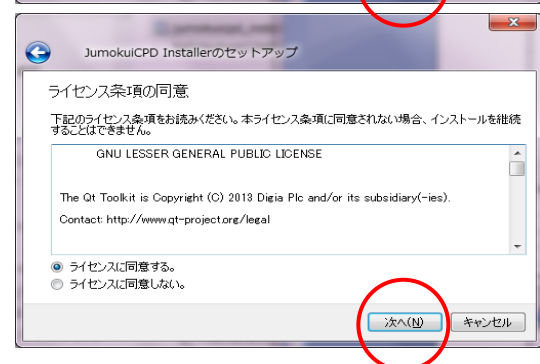 JumokuiCPD Installerのセットアップ
ライセンス条項の同意
下記のライセンス条項をお読みください。本ライセンス条項に同意されない場合、インストールを継続
することはできません。
GNU LESSER GENERAL PUBLIC LICENSE
The Qt Toolkit is Copyright (C) 2013 Digia Plc and/or its subsidiary(-ies).
Contact: http://www.qt-project.org/legal
ライセンスに同意する。
ライセンスに同意しない。
次へ(N)
キャンセル